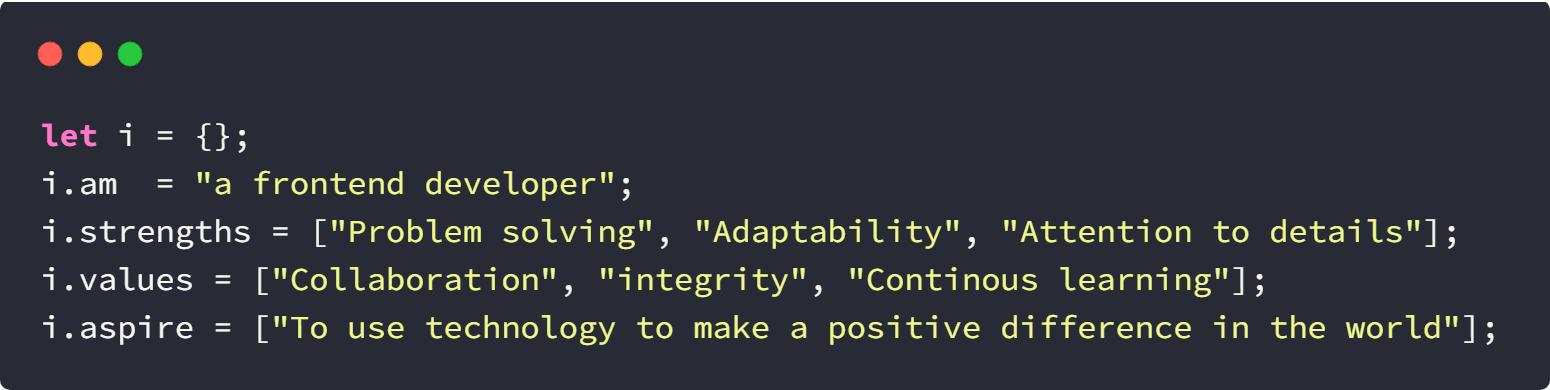 let i = {};
i.am  = "a frontend developer";
i.strengths = ["Problem solving", "Adaptability", "Attention to details"];
i.values = ["Collaboration", "integrity", "Continous learning"];
i.aspire = ["To use technology to make a positive difference in the world"];